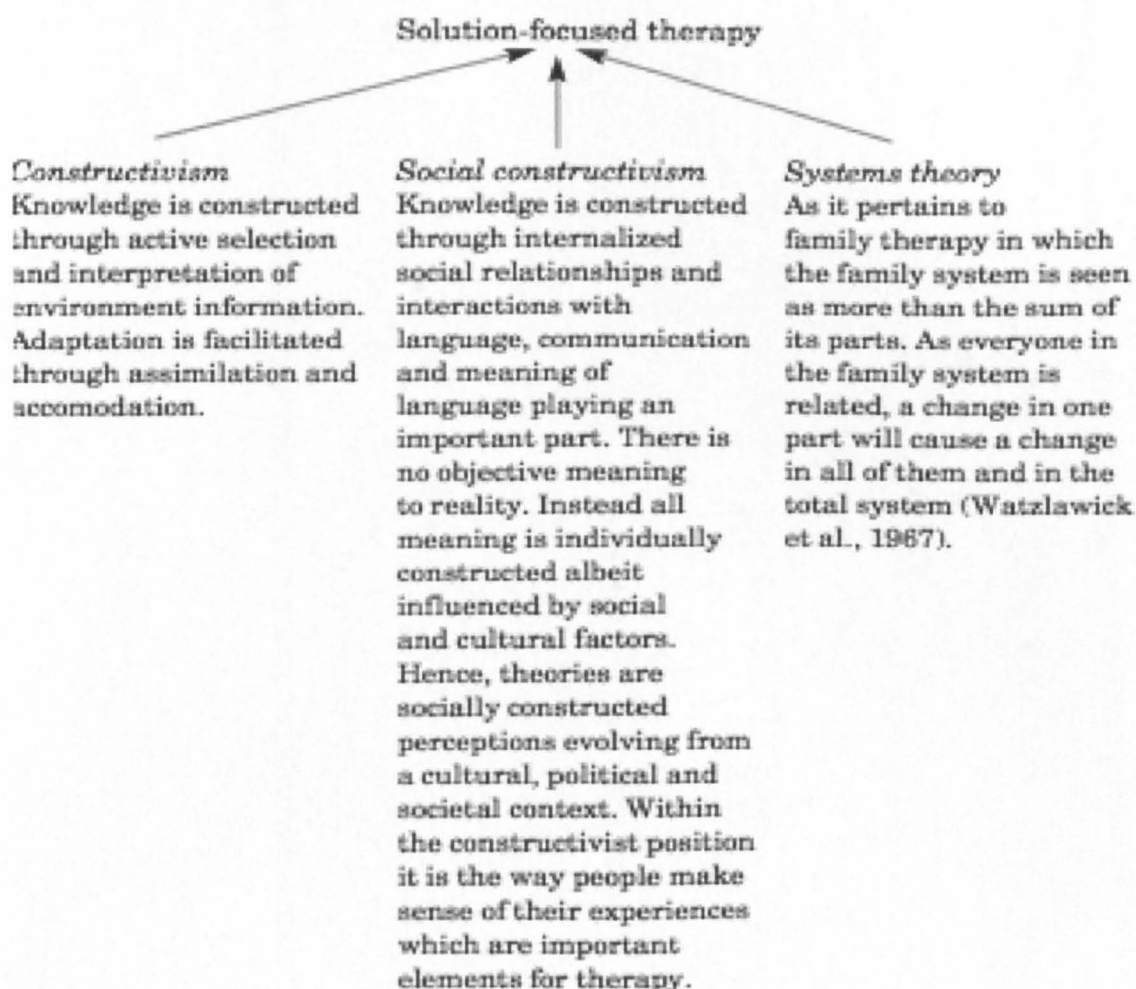 Solution-focused therapy
Constructivism
Knowledge is constructed
through active selection
and interpretation of
environment information.
Adaptation is facilitated
through assimilation and
accomodation.
Social constructivism
Knowledge is constructed
through internalized
social relationships and
interactions with
language, communication
and meaning of
language playing an
important part. There is
no objective meaning
to reality. Instead all
meaning is individually
constructed albeit
influenced by social
and cultural factors.
Hence, theories are
socially constructed
perceptions evolving from
a cultural, political and
societal context. Within
the constructivist position
it is the way people make
sense of their experiences
which are important
elements for therapy.
Systems theory
As it pertains to
family therapy in which
the family system is seen
as more than the sum of
its parts. As everyone in
the family system is
related, a change in one
part will cause a change
in all of them and in the
total system (Watzlawick
et al., 1967).